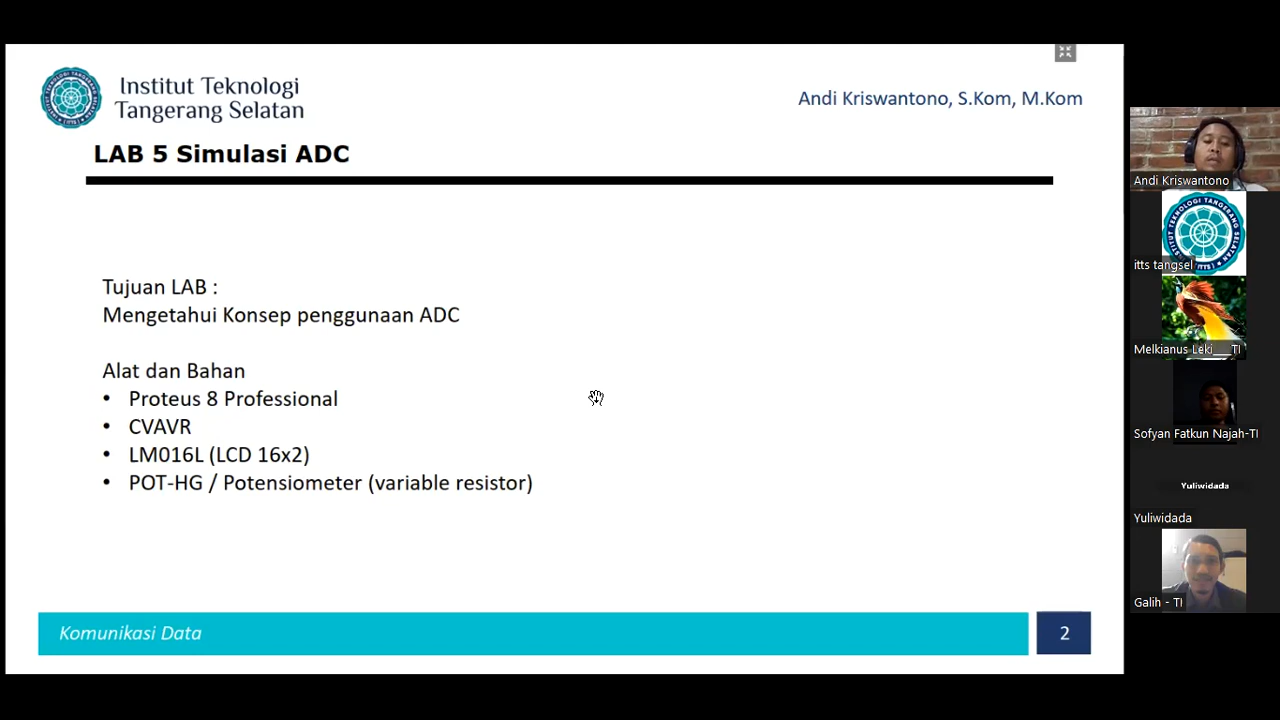 Institut Teknologi
Tangerang Selatan
Andi Kriswantono, S.Kom, M.Kom
LAB 5 Simulasi ADC
Tujuan LAB :
Mengetahui Konsep penggunaan ADC
Alat dan Bahan
• Proteus 8 Professional
• CVAVR
• LM016L (LCD 16x2)
• POT-HG / Potensiometer (variable resistor)
Komunikasi Data
2
Andi Kriswantono
itts tangsel
Melkianus Leki___TI
Sofyan Fatkun Najah-TI
Yuliwidada
Yuliwidada
Galih - TI